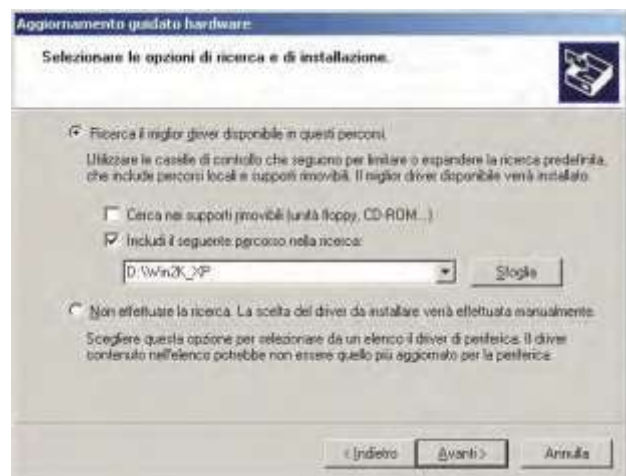 Aggiornamento guidato hardware
Selezionare le opzioni di ricerca e di installazione.
Ricerca il miglior driver disponibile in questi percorsi.
Utilizzare le caselle di controllo che seguono per limitare o espandere la ricerca predefinita,
che include percorsi locali e supporti rimovibili. Il miglior driver disponibile verrà installato.
Cerca nei supporti rimovibili (unità floppy, CD-ROM...)
Includi il seguente percorso nella ricerca:
D:\Win2K_XP
Sfoglia
Non effettuare la ricerca. La scelta del driver da installare verrà effettuata manualmente.
Scegliere questa opzione per selezionare da un elenco il driver di periferica. Il driver
contenuto nell'elenco potrebbe non essere quello più aggiornato per la periferica.
< Indietro
Avanti >
Annulla